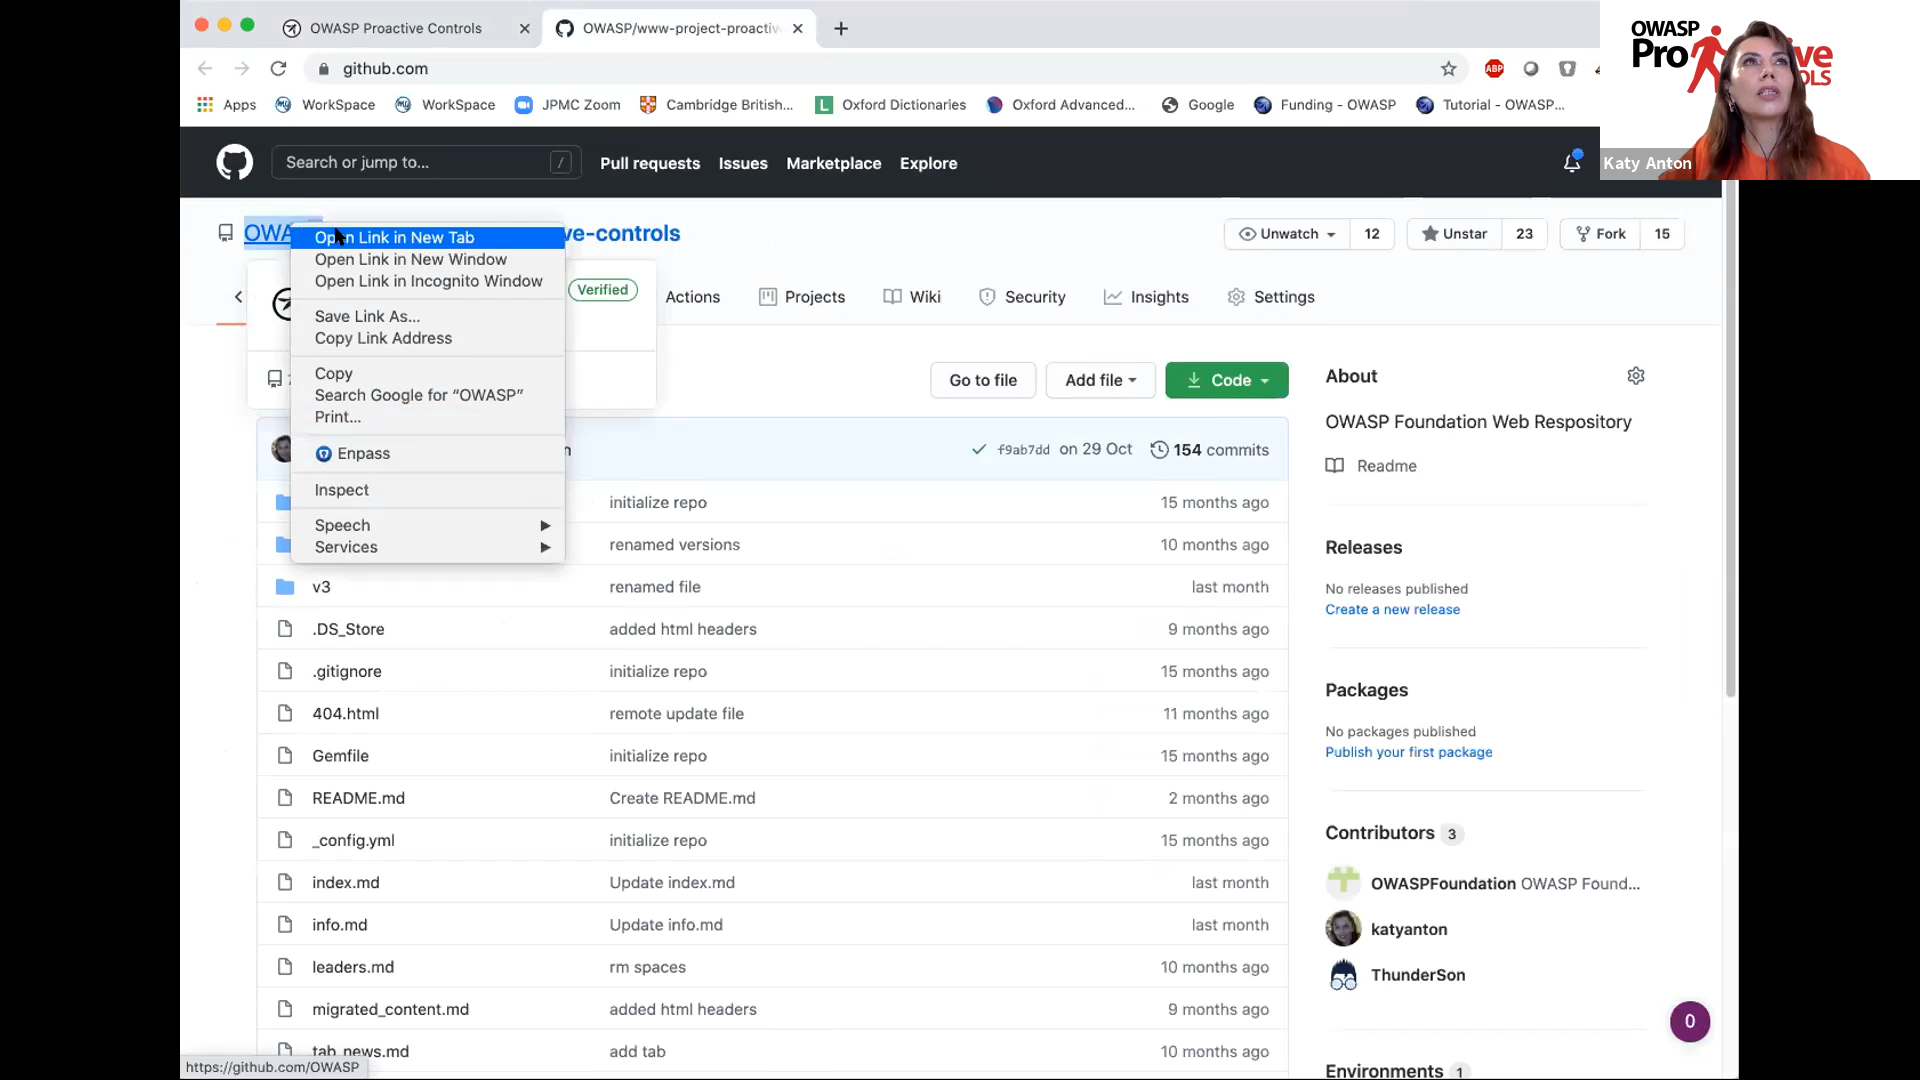 OWASP Proactive Controls
OWASP/www-project-proactiv
github.com
ABP
Apps
WorkSpace
WorkSpace
JPMC Zoom
Cambridge British...
Oxford Dictionaries
Oxford Advanced...
Google
Funding - OWASP
Tutorial - OWASP...
OWASP
Katy Anton
Search or jump to...
/
Pull requests
Issues
Marketplace
Explore
ve-controls
Unwatch
12
Unstar
23
Fork
15
Open Link in New Tab
Open Link in New Window
Open Link in Incognito Window
Save Link As...
Copy Link Address
Copy
Search Google for “OWASP”
Print...
Enpass
Inspect
Speech
Services
Verified
Actions
Projects
Wiki
Security
Insights
Settings
Go to file
Add file
Code
f9ab7dd on 29 Oct
154 commits
initialize repo
15 months ago
renamed versions
10 months ago
v3
renamed file
last month
.DS_Store
added html headers
9 months ago
.gitignore
initialize repo
15 months ago
404.html
remote update file
11 months ago
Gemfile
initialize repo
15 months ago
README.md
Create README.md
2 months ago
_config.yml
initialize repo
15 months ago
index.md
Update index.md
last month
info.md
Update info.md
last month
leaders.md
rm spaces
10 months ago
migrated_content.md
added html headers
9 months ago
tab_news.md
add tab
10 months ago
About
OWASP Foundation Web Respository
Readme
Releases
No releases published
Create a new release
Packages
No packages published
Publish your first package
Contributors 3
OWASPFoundation OWASP Found...
katyanton
ThunderSon
Environments 1
0
https://github.com/OWASP